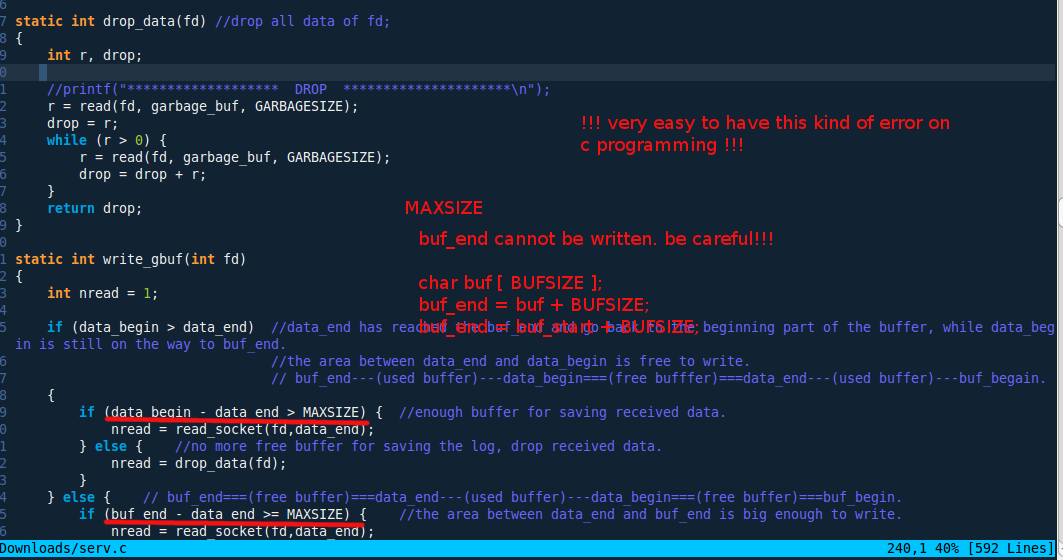 6
7 static int drop_data(fd) //drop all data of fd;
8 {
9 int r, drop;
0
1 //printf("******************* DROP *********************\n");
2 r = read(fd, garbage_buf, GARBAGESIZE);
3 drop = r;
!!! very easy to have this kind of error on
4 while (r > 0) {
c programming !!!
5 r = read(fd, garbage_buf, GARBAGESIZE);
6 drop = drop + r;
7 }
8 return drop;
MAXSIZE
9 }
0
buf_end cannot be written. be careful!!!
1 static int write_gbuf(int fd)
2 {
char buf [ BUFSIZE ];
3 int nread = 1;
4
buf_end = buf + BUFSIZE;
buf_end = buf_start + BUFSIZE;
5 if (data_begin > data_end) //data_end has reached the buf_end and go back to the beginning part of the buffer, while data_beg
in is still on the way to buf_end.
6 //the area between data_end and data_begin is free to write.
7 // buf_end---(used buffer)---data_begin===(free bufffer)===data_end---(used buffer)---buf_begain.
8 {
9 if (data_begin - data_end > MAXSIZE) { //enough buffer for saving received data.
0 nread = read_socket(fd,data_end);
1 } else { //no more free buffer for saving the log, drop received data.
2 nread = drop_data(fd);
3 }
4 } else { // buf_end===(free buffer)===data_end---(used buffer)---data_begin===(free buffer)===buf_begin.
5 if (buf_end - data_end >= MAXSIZE) { //the area between data_end and buf_end is big enough to write.
6 nread = read_socket(fd,data_end);
Downloads/serv.c 240,1 40% [592 Lines]